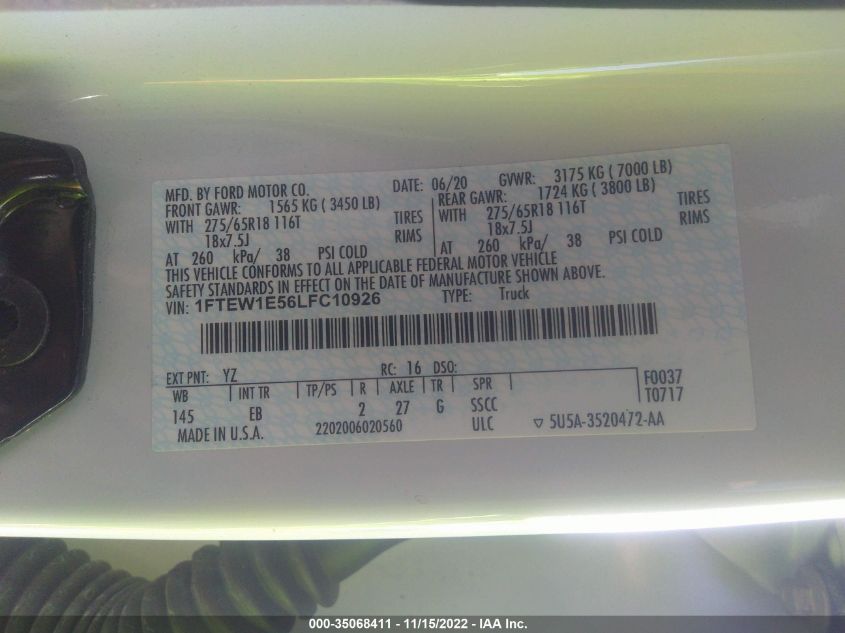 MFD. BY FORD MOTOR CO. DATE: 06/20 GVWR: 3175 KG ( 7000 LB)
FRONT GAWR: 1565 KG ( 3450 LB) REAR GAWR: 1724 KG ( 3800 LB)
WITH 275/65R18 116T TIRES WITH 275/65R18 116T TIRES
18x7.5J RIMS 18x7.5J RIMS
AT 260 kPa/ 38 PSI COLD AT 260 kPa/ 38 PSI COLD
THIS VEHICLE CONFORMS TO ALL APPLICABLE FEDERAL MOTOR VEHICLE
SAFETY STANDARDS IN EFFECT ON THE DATE OF MANUFACTURE SHOWN ABOVE.
VIN: 1FTEW1E56LFC10926 TYPE: Truck
EXT PNT: YZ RC: 16 DSO: F0037
WB INT TR TP/PS R AXLE TR SPR T0717
145 EB 2 27 G SSCC
MADE IN U.S.A. 2202006020560 ULC ▽ 5U5A-3520472-AA
000-35068411 - 11/15/2022 - IAA Inc.